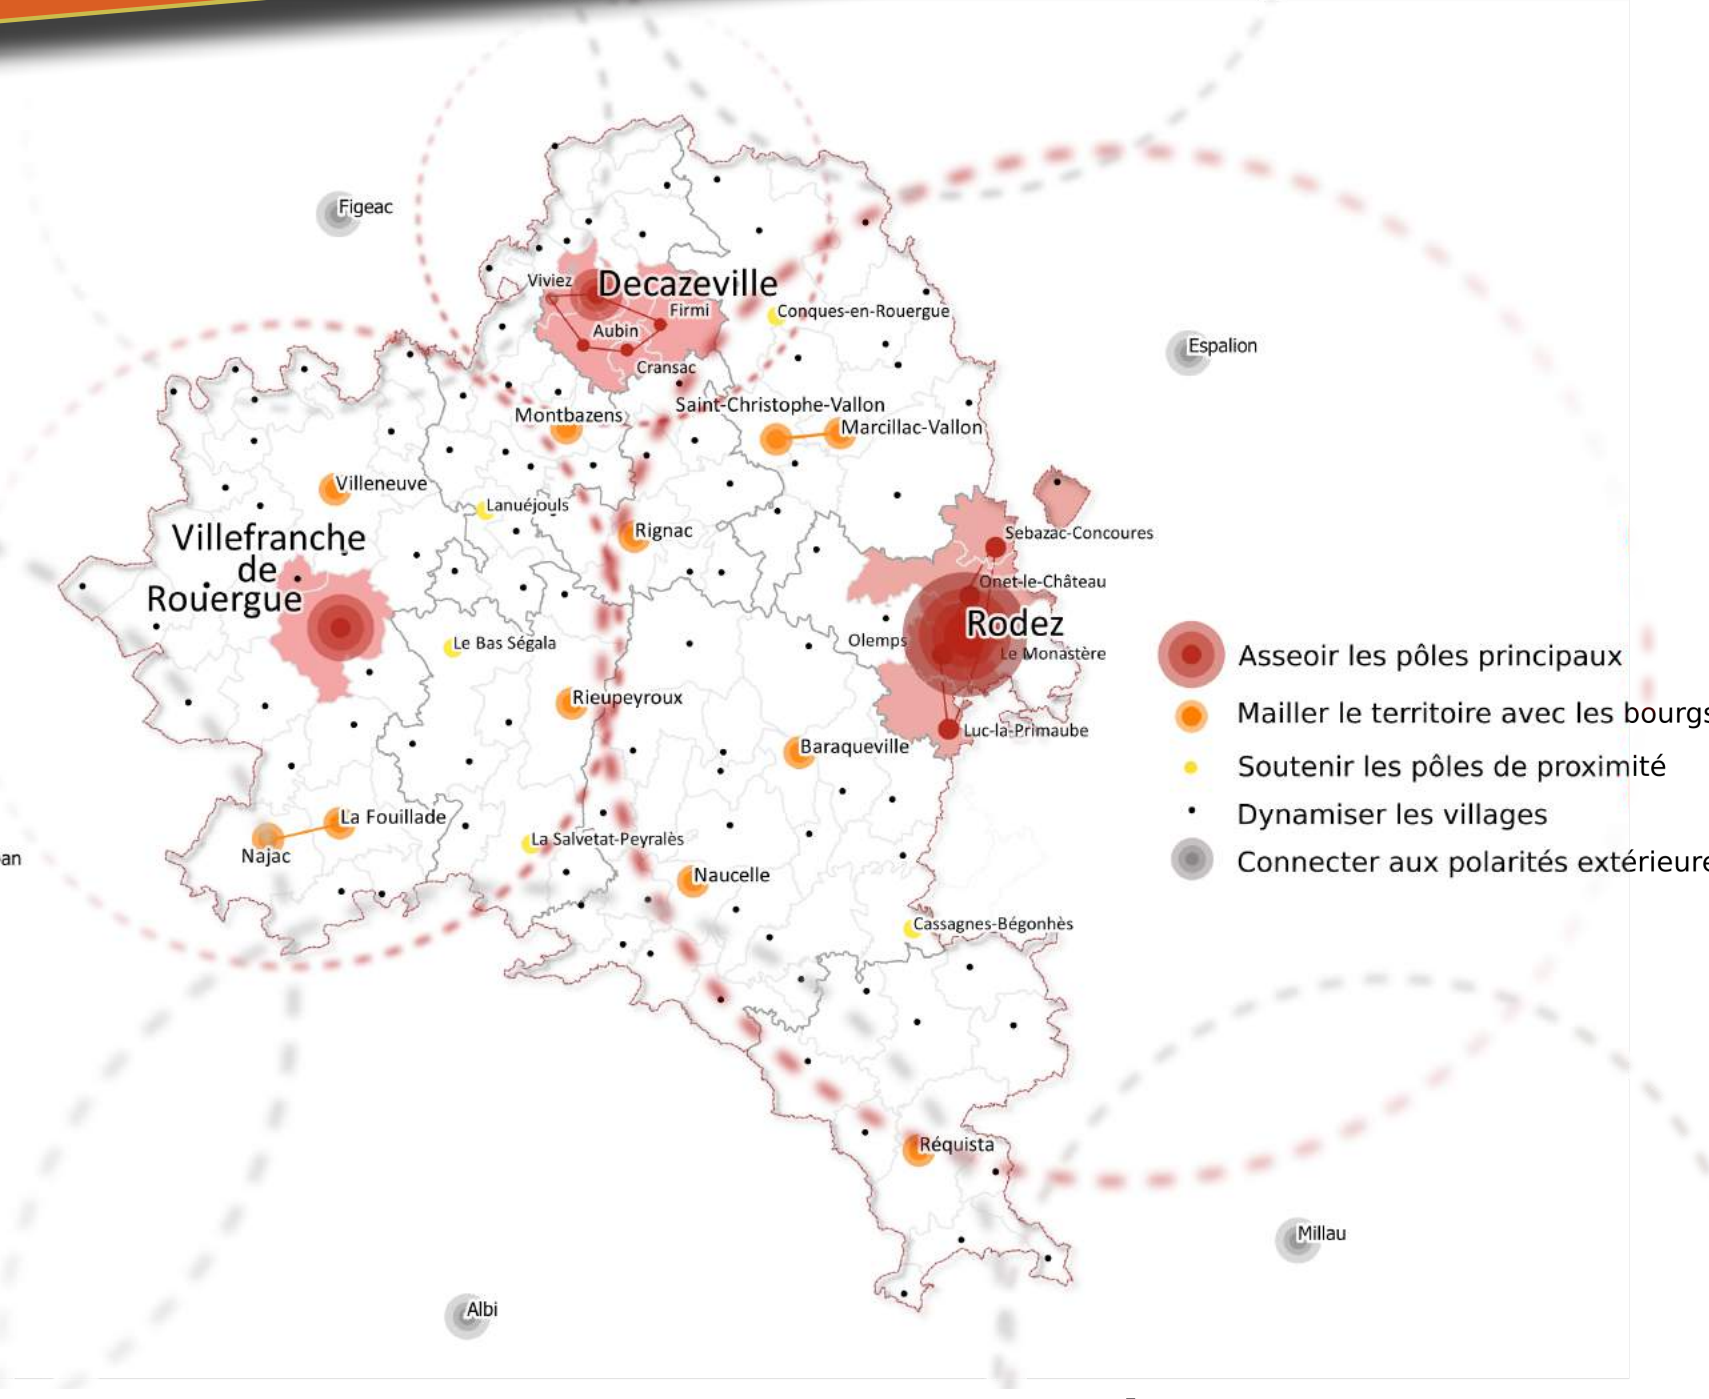 Figeac
Viviez
Decazeville
Firmi
Conques-en-Rouergue
Aubin
Espalion
Cransac
Saint-Christophe-Vallon
Montbazens
Marcillac-Vallon
Villeneuve
Lanuéjouls
Rignac
Sebazac-Concoures
Villefranche
de
Rouergue
Onet-le-Château
Rodez
Olemps
Le Monastère
Le Bas Ségala
Asseoir les pôles principaux
Rieupeyroux
Mailler le territoire avec les bourgs
Luc-la-Primaube
Baraqueville
Soutenir les pôles de proximité
La Fouillade
Dynamiser les villages
La Salvetat-Peyralès
Najac
an
Connecter aux polarités extérieure
Naucelle
Cassagnes-Bégonhès
Réquista
Millau
Albi